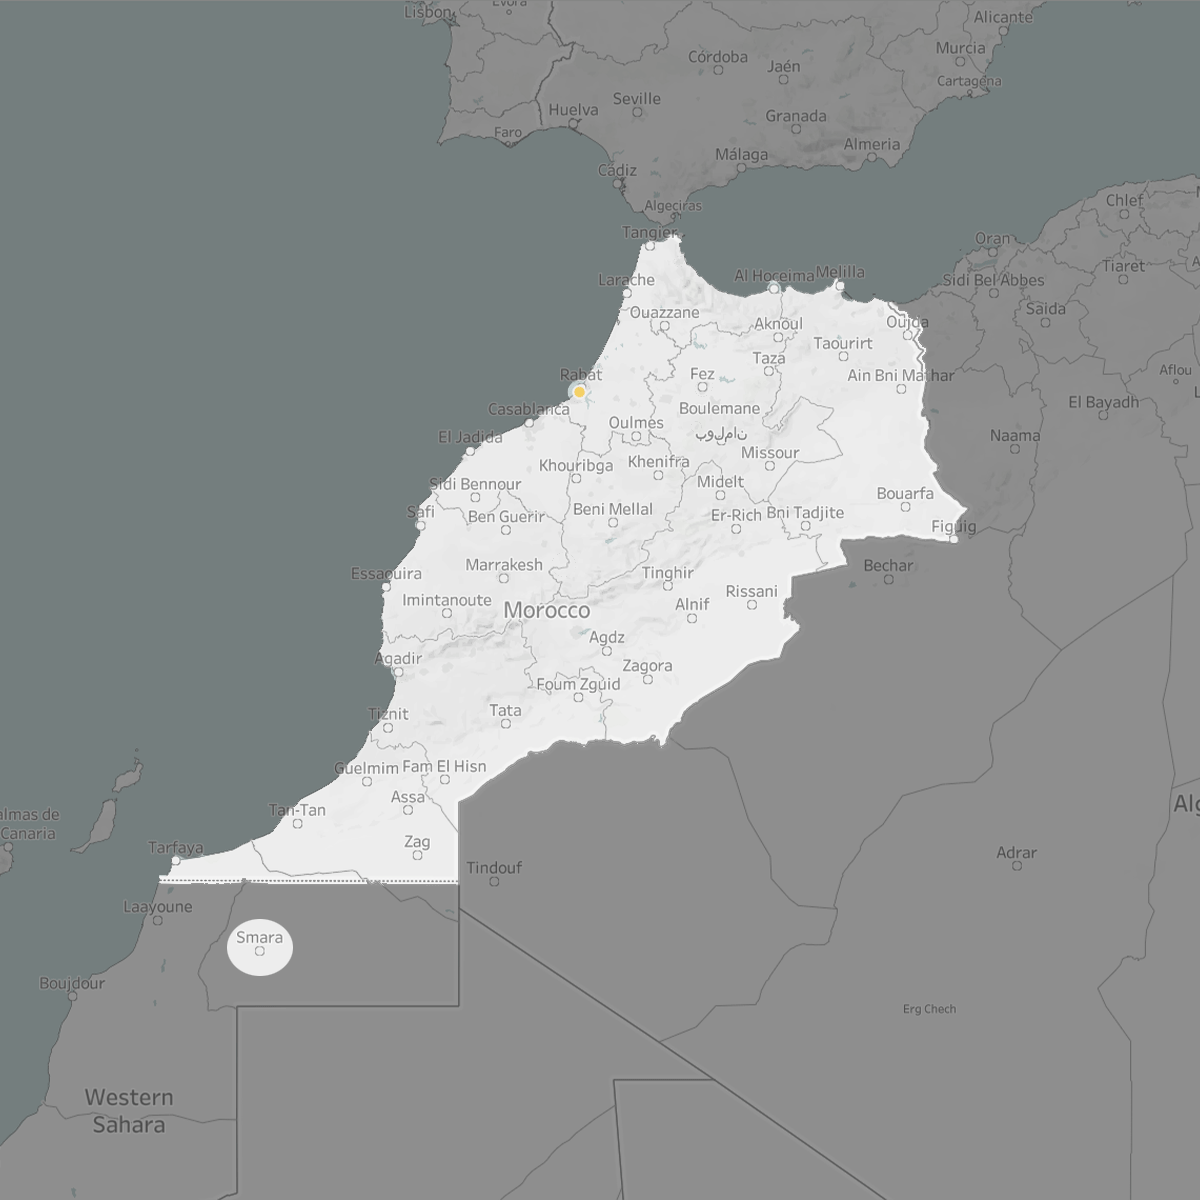 Lisbon
Évora
Alicante
Córdoba
Murcia
Jaén
Cartagena
Seville
Huelva
Granada
Faro
Almeria
Málaga
Cádiz
Algeciras
Chlef
Tangier
Oran
Al Hoceima
Melilla
Tiaret
Larache
Sidi Bel Abbes
Ouazzane
Aknoul
Oujda
Saida
Taourirt
Taza
Rabat
Fez
Ain Bni Mathar
Aflou
El Bayadh
Casablanca
Boulemane
بولمان
Oulmes
El Jadida
Naama
Khouribga
Khenifra
Missour
Sidi Bennour
Midelt
Bouarfa
Safi
Ben Guerir
Beni Mellal
Er-Rich
Bni Tadjite
Figuig
Essaouira
Marrakesh
Tinghir
Bechar
Imintanoute
Morocco
Alnif
Rissani
Agdz
Agadir
Zagora
Foum Zguid
Tiznit
Tata
Guelmim
Fam El Hisn
Assa
Tan-Tan
almas de
Canaria
Alg
Zag
Tarfaya
Tindouf
Adrar
Laayoune
Smara
Boujdour
Erg Chech
Western
Sahara